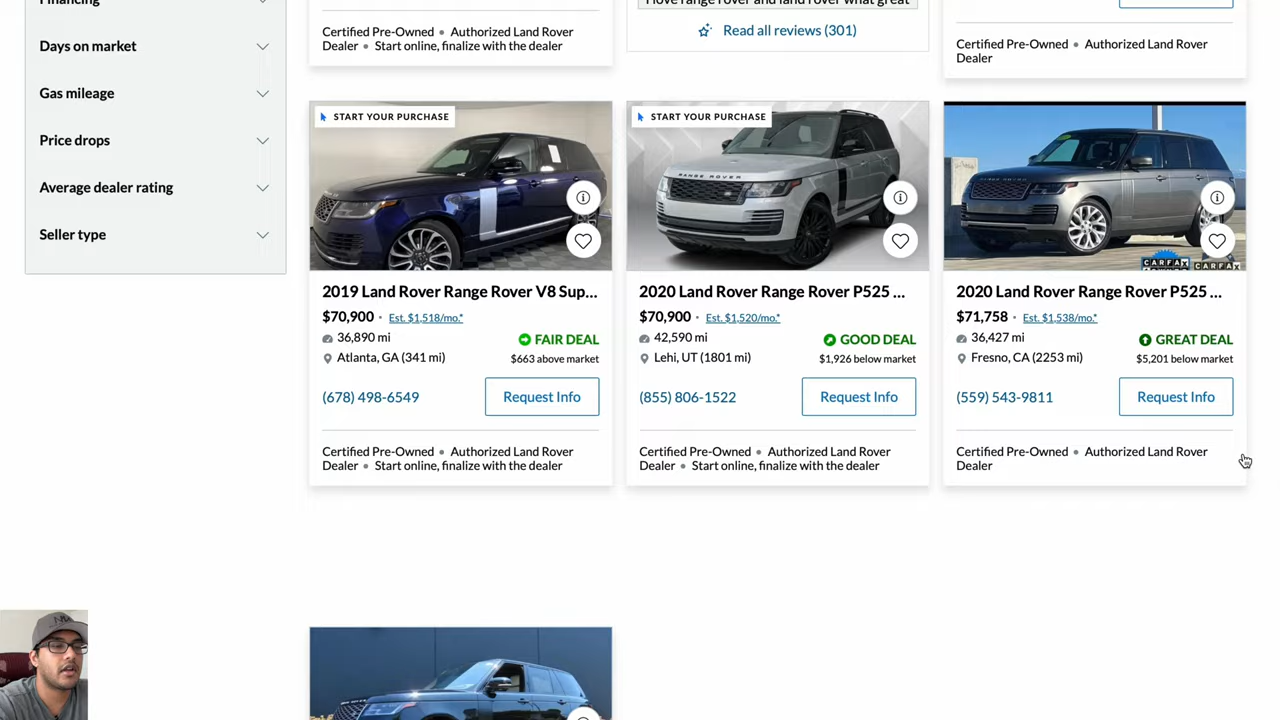 Financing
Days on market
Gas mileage
Price drops
Average dealer rating
Seller type
Certified Pre-Owned • Authorized Land Rover
Dealer • Start online, finalize with the dealer
I love range rover and land rover what great
Read all reviews (301)
Certified Pre-Owned • Authorized Land Rover
Dealer
START YOUR PURCHASE
2019 Land Rover Range Rover V8 Sup...
$70,900 · Est. $1,518/mo.*
36,890 mi
FAIR DEAL
Atlanta, GA (341 mi)
$663 above market
(678) 498-6549
Request Info
Certified Pre-Owned • Authorized Land Rover
Dealer • Start online, finalize with the dealer
START YOUR PURCHASE
RANGE ROVER
2020 Land Rover Range Rover P525 ...
$70,900 · Est. $1,520/mo.*
42,590 mi
GOOD DEAL
Lehi, UT (1801 mi)
$1,926 below market
(855) 806-1522
Request Info
Certified Pre-Owned • Authorized Land Rover
Dealer • Start online, finalize with the dealer
CARFAX
CARFAX
2020 Land Rover Range Rover P525 ...
$71,758 · Est. $1,538/mo.*
36,427 mi
GREAT DEAL
Fresno, CA (2253 mi)
$5,201 below market
(559) 543-9811
Request Info
Certified Pre-Owned • Authorized Land Rover
Dealer